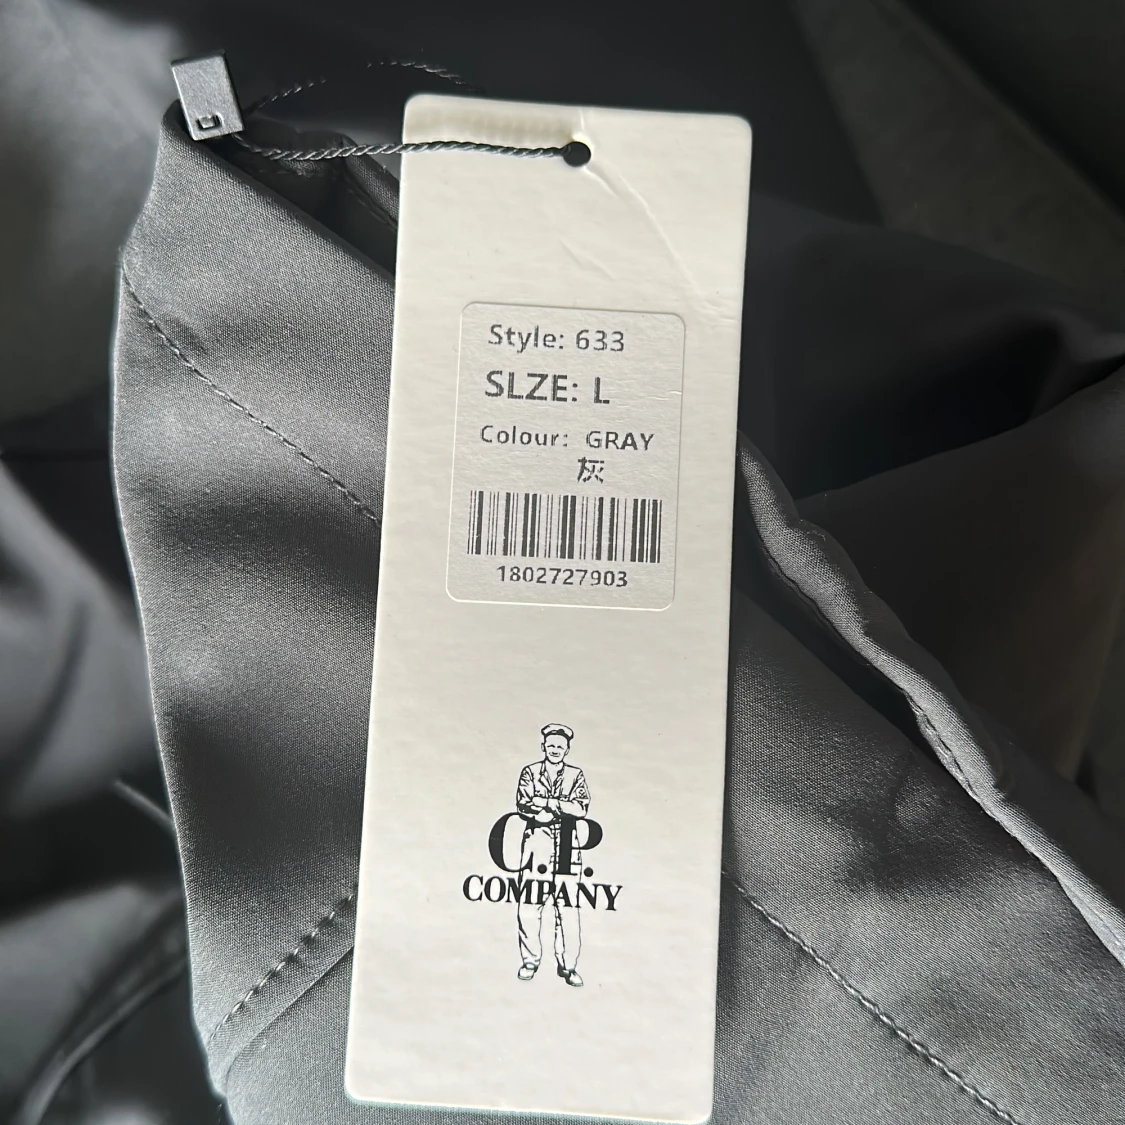 Style: 633
SLZE: L
Colour: GRAY
灰
1802727903
C.P.
COMPANY